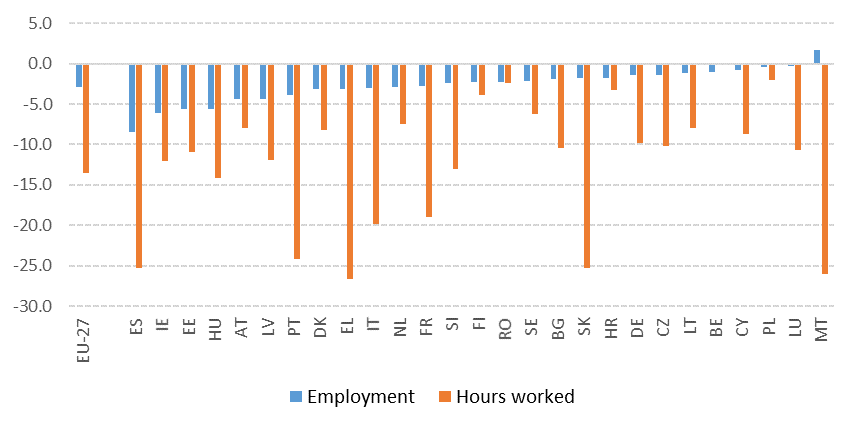 5.0
0.0
-5.0
-10.0
-15.0
-20.0
-25.0
-30.0
EU-27
ES
IE
EE
HU
AT
LV
PT
DK
EL
IT
NL
FR
SI
FI
RO
SE
BG
SK
HR
DE
CZ
LT
BE
CY
PL
LU
MT
Employment Hours worked